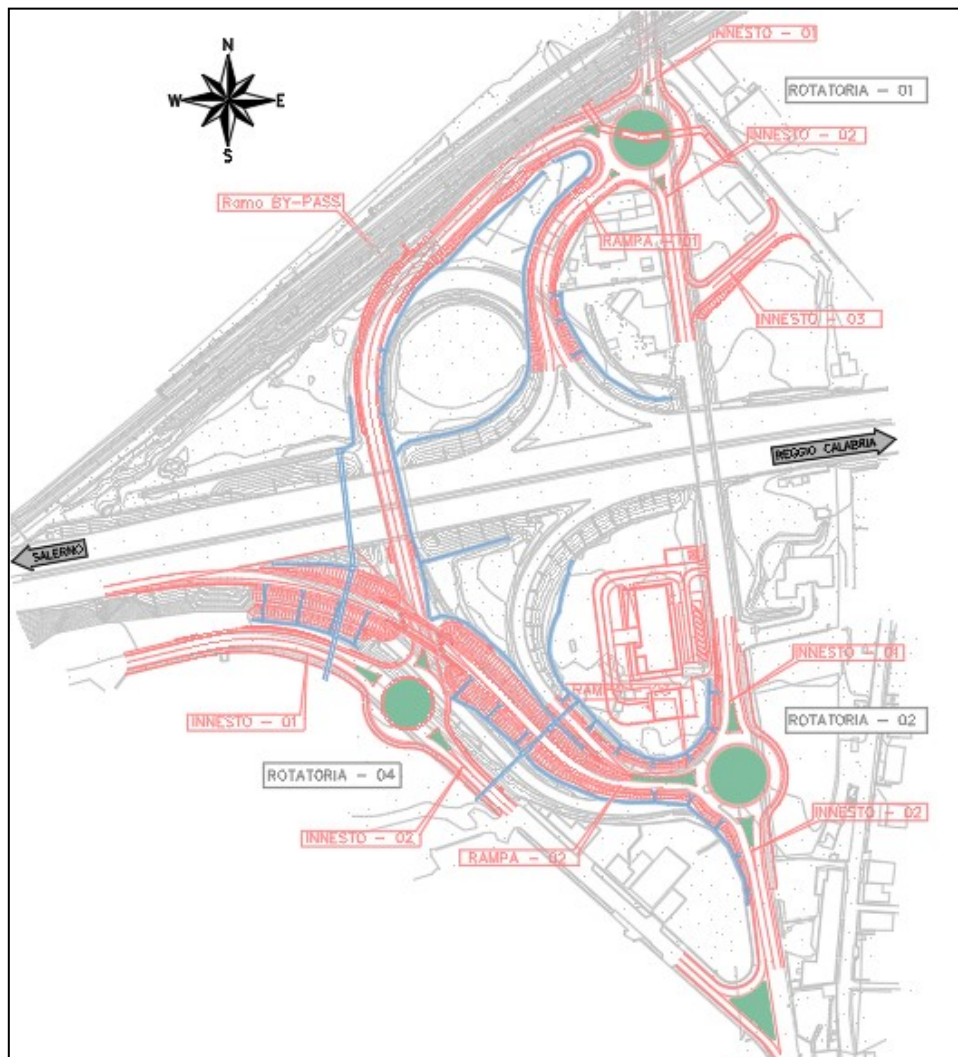 INNESTO - 01
N
W
E
S
ROTATORIA - 01
INNESTO - 02
Ramo BY-PASS
RAMPA - 01
INNESTO - 03
REGGIO CALABRIA
SALERNO
INNESTO - 01
INNESTO - 01
ROTATORIA - 02
ROTATORIA - 04
INNESTO - 02
INNESTO - 02
RAMPA - 02